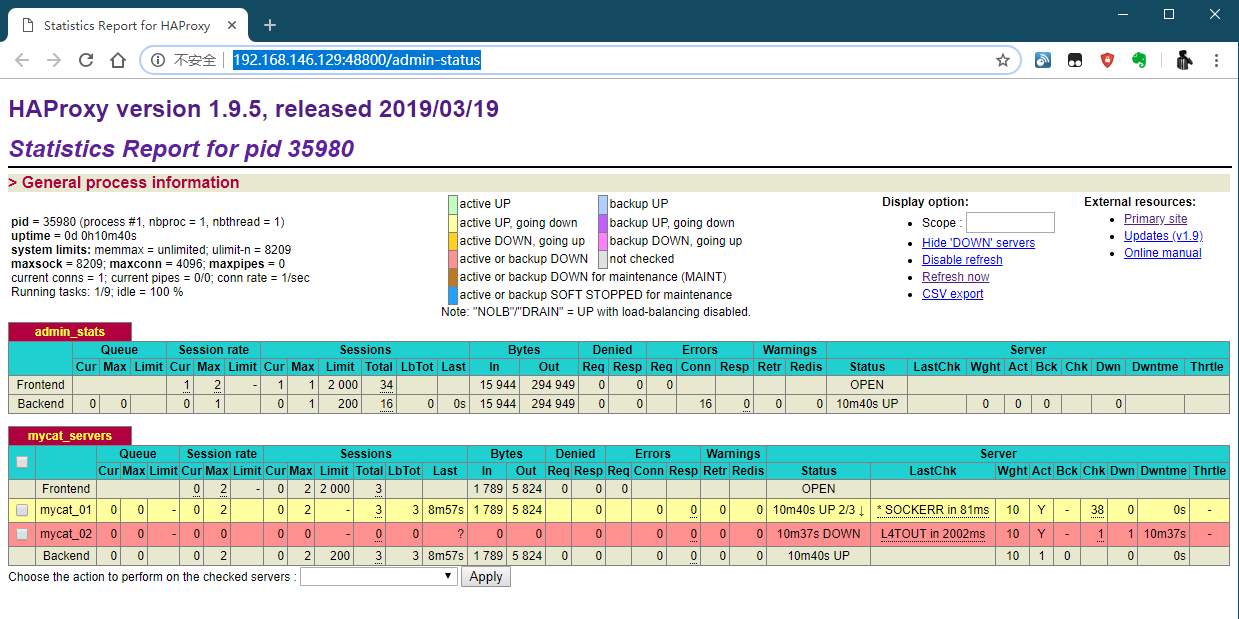 Statistics Report for HAProxy
不安全 192.168.146.129:48800/admin-status
HAProxy version 1.9.5, released 2019/03/19
Statistics Report for pid 35980
> General process information
pid = 35980 (process #1, nbproc = 1, nbthread = 1)
uptime = 0d 0h10m40s
system limits: memmax = unlimited; ulimit-n = 8209
maxsock = 8209; maxconn = 4096; maxpipes = 0
current conns = 1; current pipes = 0/0; conn rate = 1/sec
Running tasks: 1/9; idle = 100 %
active UP backup UP
active UP, going down backup UP, going down
active DOWN, going up backup DOWN, going up
active or backup DOWN not checked
active or backup DOWN for maintenance (MAINT)
active or backup SOFT STOPPED for maintenance
Note: "NOLB"/"DRAIN" = UP with load-balancing disabled.
Display option:
Scope :
Hide 'DOWN' servers
Disable refresh
Refresh now
CSV export
External resources:
Primary site
Updates (v1.9)
Online manual
admin_stats
Queue Session rate Sessions Bytes Denied Errors Warnings Server
Cur Max Limit Cur Max Limit Cur Max Limit Total LbTot Last In Out Req Resp Req Conn Resp Retr Redis Status LastChk Wght Act Bck Chk Dwn Dwntme Thrtle
Frontend 1 2 - 1 1 2 000 34 15 944 294 949 0 0 0 OPEN
Backend 0 0 0 1 0 1 200 16 0 0s 15 944 294 949 0 0 16 0 0 0 10m40s UP 0 0 0 0
mycat_servers
Queue Session rate Sessions Bytes Denied Errors Warnings Server
Cur Max Limit Cur Max Limit Cur Max Limit Total LbTot Last In Out Req Resp Req Conn Resp Retr Redis Status LastChk Wght Act Bck Chk Dwn Dwntme Thrtle
Frontend 0 2 - 0 2 2 000 3 1 789 5 824 0 0 0 OPEN
mycat_01 0 0 - 0 2 0 2 - 3 3 8m57s 1 789 5 824 0 0 0 0 0 10m40s UP 2/3 ↓ * SOCKERR in 81ms 10 Y - 38 0 0s -
mycat_02 0 0 - 0 0 0 0 - 0 0 ? 0 0 0 0 0 0 0 10m37s DOWN L4TOUT in 2002ms 10 Y - 1 1 10m37s -
Backend 0 0 0 2 0 2 200 3 3 8m57s 1 789 5 824 0 0 0 0 0 0 10m40s UP 10 1 0 0 0s
Choose the action to perform on the checked servers : Apply